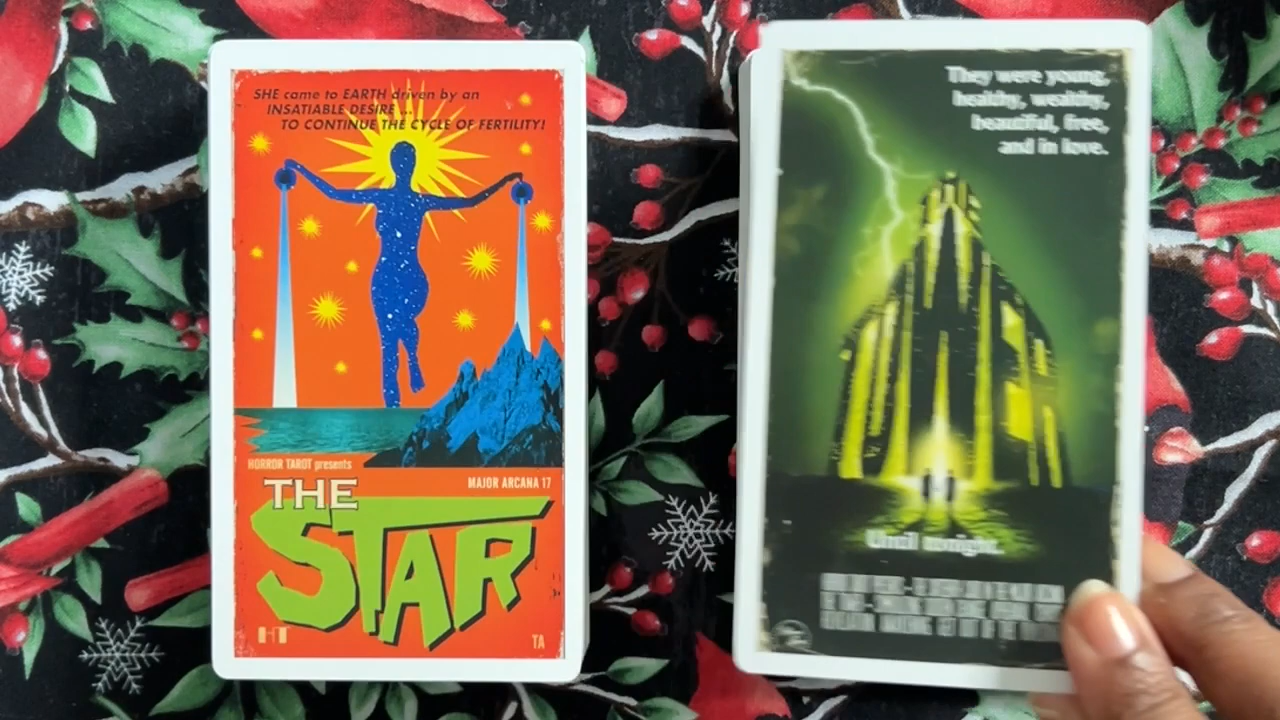 SHE came to EARTH driven by an
INSATIABLE DESIRE ...
TO CONTINUE THE CYCLE OF FERTILITY!
HORROR TAROT presents
MAJOR ARCANA 17
THE
STAR
HT
TA
They were young,
healthy, wealthy,
beautiful, free,
and in love.
Until tonight.